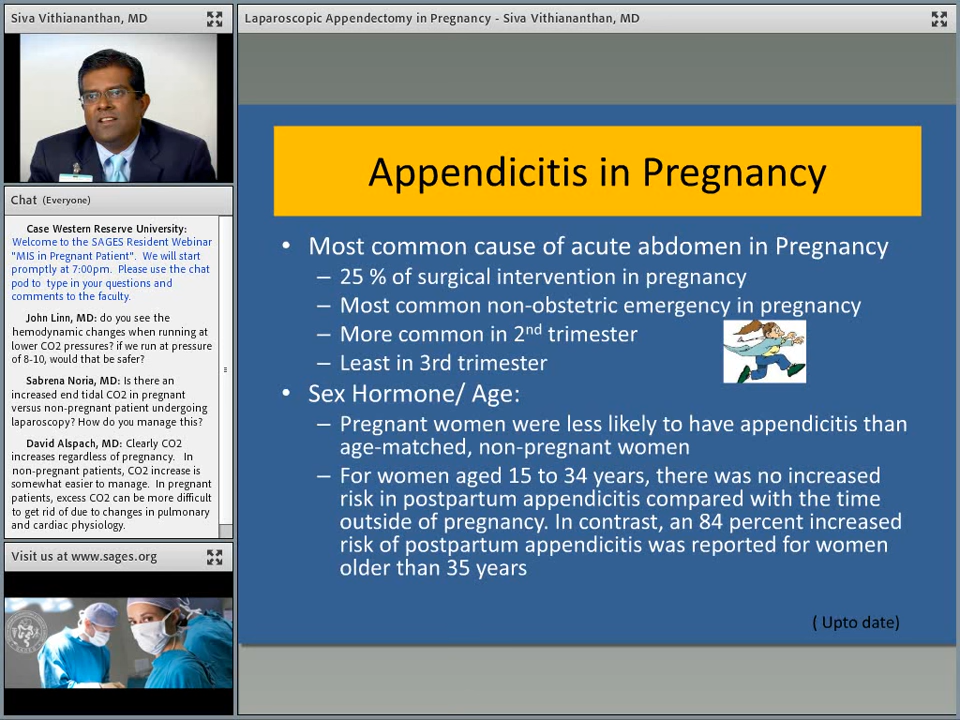 Siva Vithiananthan, MD
Laparoscopic Appendectomy in Pregnancy - Siva Vithiananthan, MD
Chat (Everyone)
Case Western Reserve University:
Welcome to the SAGES Resident Webinar
"MIS in Pregnant Patient". We will start
promptly at 7:00pm. Please use the chat
pod to type in your questions and
comments to the faculty.
John Linn, MD: do you see the
hemodynamic changes when running at
lower CO2 pressures? if we run at pressure
of 8-10, would that be safer?
Sabrena Noria, MD: Is there an
increased end tidal CO2 in pregnant
versus non-pregnant patient undergoing
laparoscopy? How do you manage this?
David Alspach, MD: Clearly CO2
increases regardless of pregnancy. In
non-pregnant patients, CO2 increase is
somewhat easier to manage. In pregnant
patients, excess CO2 can be more difficult
to get rid of due to changes in pulmonary
and cardiac physiology.
Visit us at www.sages.org
Appendicitis in Pregnancy
• Most common cause of acute abdomen in Pregnancy
– 25 % of surgical intervention in pregnancy
– Most common non-obstetric emergency in pregnancy
– More common in 2nd trimester
– Least in 3rd trimester
• Sex Hormone/ Age:
– Pregnant women were less likely to have appendicitis than
age-matched, non-pregnant women
– For women aged 15 to 34 years, there was no increased
risk in postpartum appendicitis compared with the time
outside of pregnancy. In contrast, an 84 percent increased
risk of postpartum appendicitis was reported for women
older than 35 years
( Upto date)